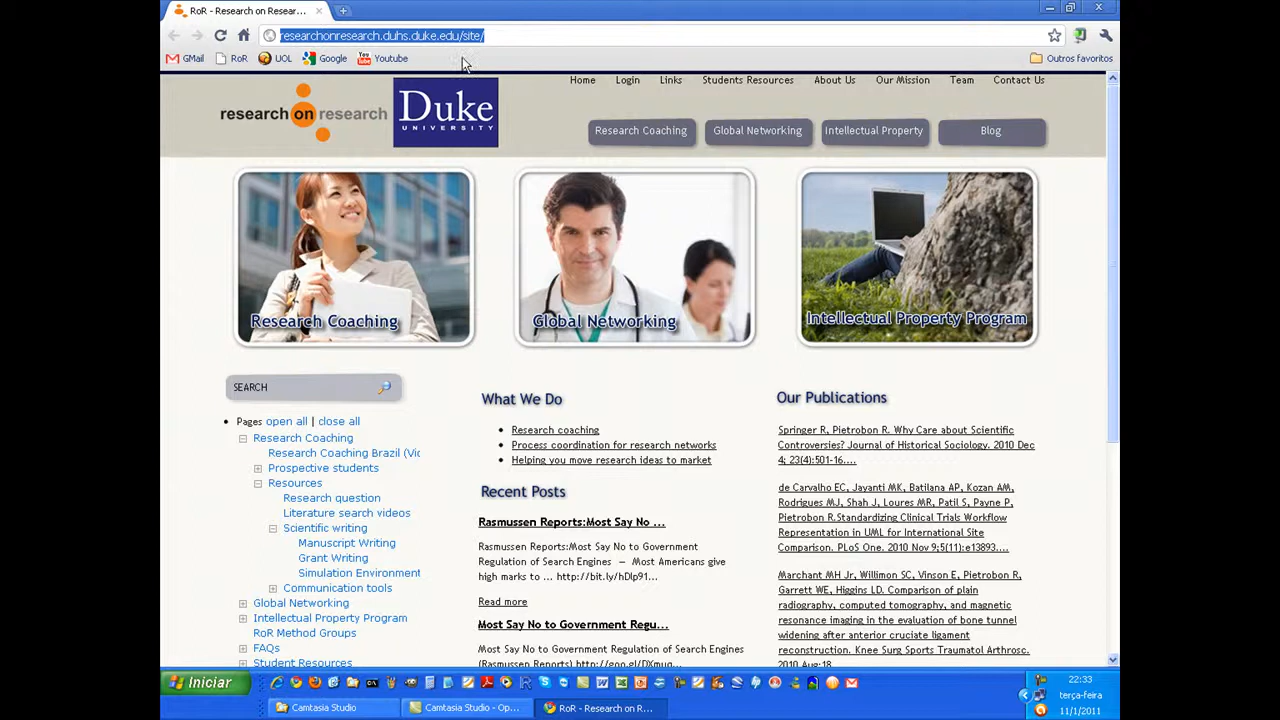 RoR - Research on Resear...
researchonresearch.duhs.duke.edu/site/
GMail RoR UOL Google Youtube Outros favoritos
Home Login Links Students Resources About Us Our Mission Team Contact Us
research on research
Duke
UNIVERSITY
Research Coaching Global Networking Intellectual Property Blog
Research Coaching
Global Networking
Intellectual Property Program
SEARCH
Pages open all | close all
Research Coaching
Research Coaching Brazil (Vic
Prospective students
Resources
Research question
Literature search videos
Scientific writing
Manuscript Writing
Grant Writing
Simulation Environment
Communication tools
Global Networking
Intellectual Property Program
RoR Method Groups
FAQs
Student Resources
What We Do
Research coaching
Process coordination for research networks
Helping you move research ideas to market
Recent Posts
Rasmussen Reports:Most Say No ...
Rasmussen Reports:Most Say No to Government
Regulation of Search Engines — Most Americans give
high marks to ... http://bit.ly/hDlp91...
Read more
Most Say No to Government Regu...
Most Say No to Government Regulation of Search Engines
(Rasmussen Reports) http://goo.gl/DXmuq...
Our Publications
Springer R, Pietrobon R. Why Care about Scientific
Controversies? Journal of Historical Sociology. 2010 Dec
4; 23(4):501-16....
de Carvalho EC, Jayanti MK, Batilana AP, Kozan AM,
Rodrigues MJ, Shah J, Loures MR, Patil S, Payne P,
Pietrobon R.Standardizing Clinical Trials Workflow
Representation in UML for International Site
Comparison. PLoS One. 2010 Nov 9;5(11):e13893....
Marchant MH Jr, Willimon SC, Vinson E, Pietrobon R,
Garrett WE, Higgins LD. Comparison of plain
radiography, computed tomography, and magnetic
resonance imaging in the evaluation of bone tunnel
widening after anterior cruciate ligament
reconstruction. Knee Surg Sports Traumatol Arthrosc.
2010 Aug;18
Iniciar
Camtasia Studio
Camtasia Studio - Op...
RoR - Research on R...
22:33
terça-feira
11/1/2011